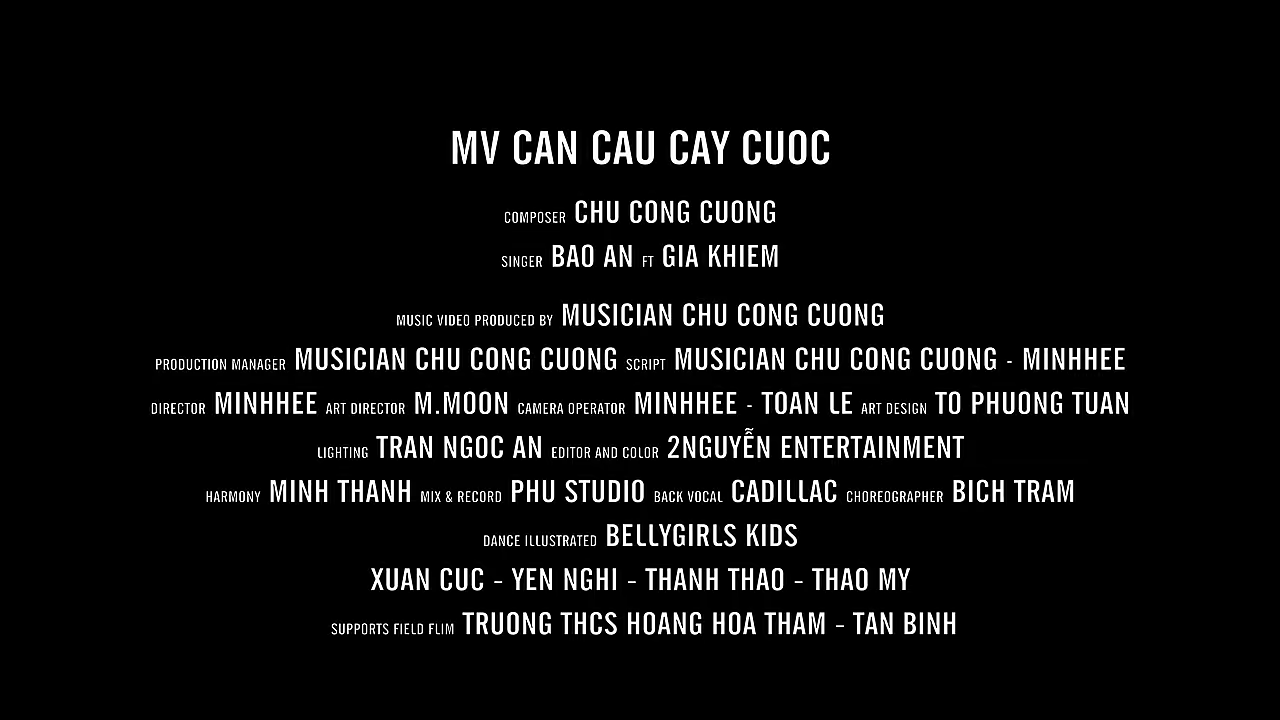 MV CAN CAU CAY CUOC
COMPOSER CHU CONG CUONG
SINGER BAO AN FT GIA KHIEM
MUSIC VIDEO PRODUCED BY MUSICIAN CHU CONG CUONG
PRODUCTION MANAGER MUSICIAN CHU CONG CUONG SCRIPT MUSICIAN CHU CONG CUONG - MINHHEE
DIRECTOR MINHHEE ART DIRECTOR M.MOON CAMERA OPERATOR MINHHEE - TOAN LE ART DESIGN TO PHUONG TUAN
LIGHTING TRAN NGOC AN EDITOR AND COLOR 2NGUYỄN ENTERTAINMENT
HARMONY MINH THANH MIX & RECORD PHU STUDIO BACK VOCAL CADILLAC CHOREOGRAPHER BICH TRAM
DANCE ILLUSTRATED BELLYGIRLS KIDS
XUAN CUC – YEN NGHI – THANH THAO – THAO MY
SUPPORTS FIELD FLIM TRUONG THCS HOANG HOA THAM – TAN BINH